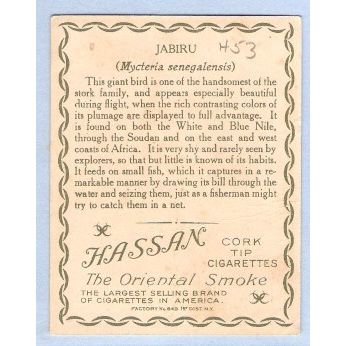 JABIRU
453
(Mycteria senegalensis)
This giant bird is one of the handsomest of the
stork family, and appears especially beautiful
during flight, when the rich contrasting colors of
its plumage are displayed to full advantage. It
is found on both the White and Blue Nile,
through the Soudan and on the east and west
coasts of Africa. It is very shy and rarely seen by
explorers, so that but little is known of its habits.
It feeds on small fish, which it captures in a re-
markable manner by drawing its bill through the
water and seizing them, just as a fisherman might
try to catch them in a net.
HASSAN
CORK
TIP
CIGARETTES
The Oriental Smoke
THE LARGEST SELLING BRAND
OF CIGARETTES IN AMERICA.
FACTORY No. 649 1ST DIST. N.Y.